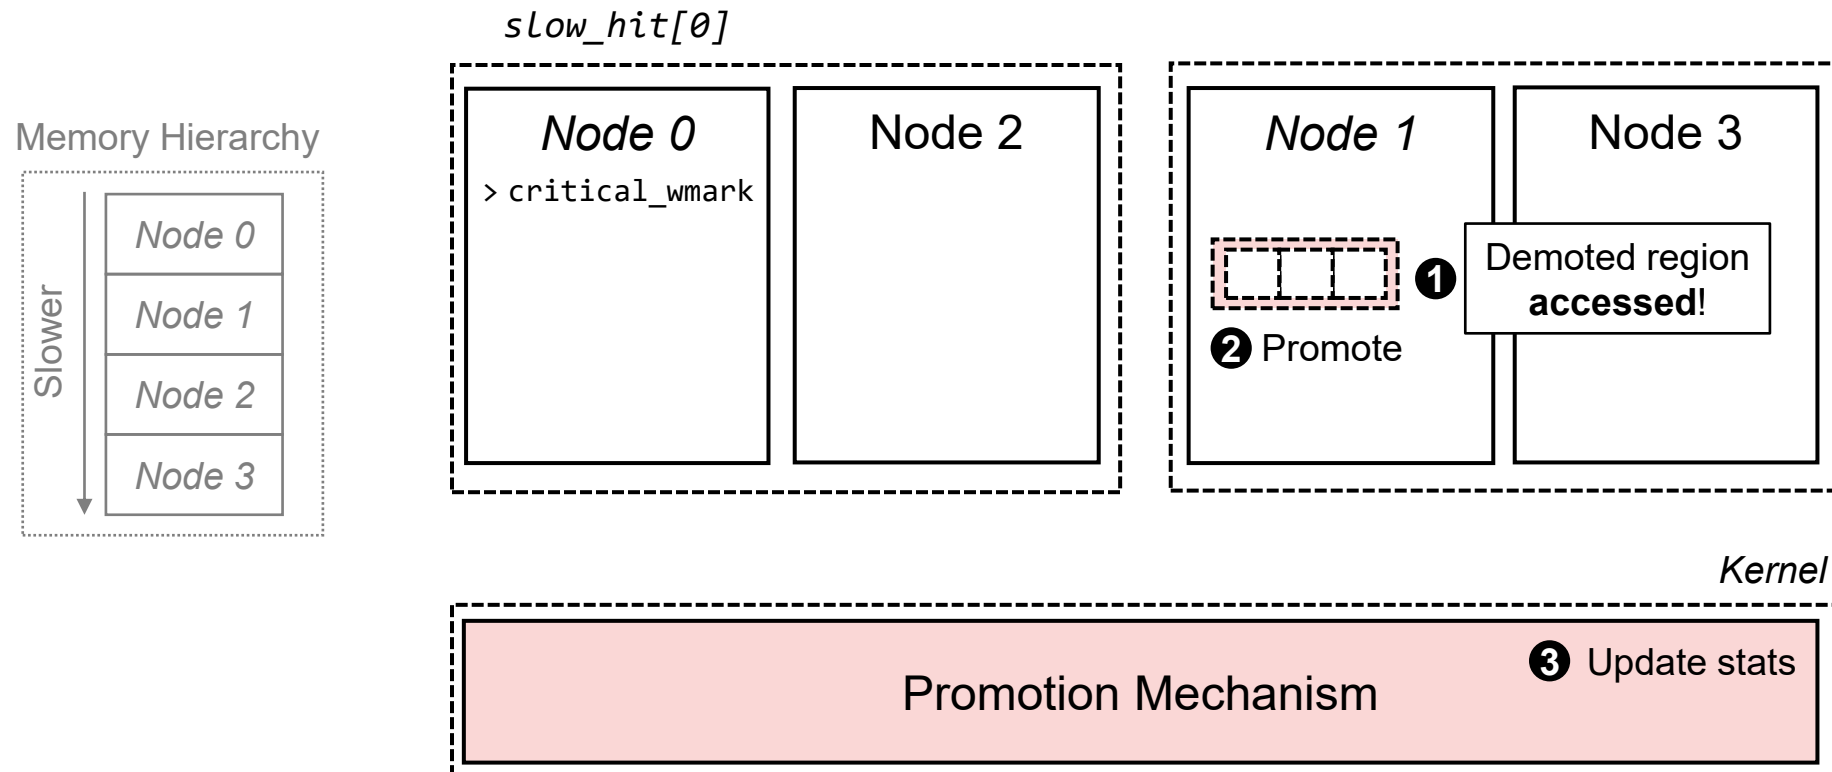 slow_hit[0]
Memory Hierarchy
Slower
Node 0
Node 1
Node 2
Node 3
Node 0
> critical_wmark
Node 2
Node 1
Node 3
1 Demoted region
accessed!
2 Promote
Kernel
Promotion Mechanism
3 Update stats